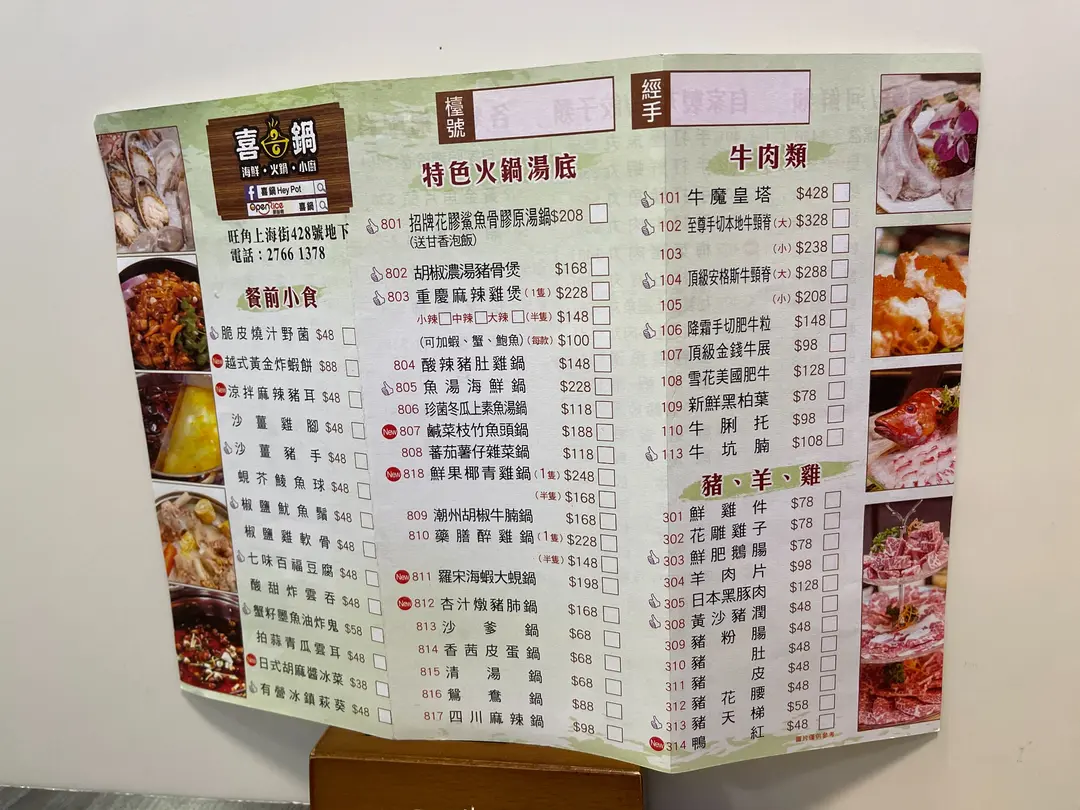 喜鍋
海鮮・火鍋・小廚
喜鍋 Hey Pot
OpenRice 喜鍋
旺角上海街428號地下
電話：2766 1378
餐前小食
脆皮燒汁野菌 $48
New 越式黃金炸蝦餅 $88
New 涼拌麻辣豬耳 $48
沙薑雞腳 $48
沙薑豬手 $48
蜆芥鯪魚球 $48
椒鹽魷魚鬚 $48
椒鹽雞軟骨 $48
七味百福豆腐 $48
酸甜炸雲吞 $48
蟹籽墨魚油炸鬼 $58
拍蒜青瓜雲耳 $48
New 日式胡麻醬冰菜 $38
有營冰鎮萩葵 $48
檯號
特色火鍋湯底
801 招牌花膠鯊魚骨膠原湯鍋 $208
(送甘香泡飯)
802 胡椒濃湯豬骨煲 $168
803 重慶麻辣雞煲 (1隻) $228
小辣 中辣 大辣 (半隻) $148
(可加蝦、蟹、鮑魚) (每款) $100
804 酸辣豬肚雞鍋 $148
805 魚湯海鮮鍋 $228
806 珍菌冬瓜上素魚湯鍋 $118
New 807 鹹菜枝竹魚頭鍋 $188
808 蕃茄薯仔雜菜鍋 $118
New 818 鮮果椰青雞鍋 (1隻) $248
(半隻) $168
809 潮州胡椒牛腩鍋 $168
810 藥膳醉雞鍋 (1隻) $228
(半隻) $148
New 811 羅宋海蝦大蜆鍋 $198
New 812 杏汁燉豬肺鍋 $168
813 沙爹鍋 $68
814 香茜皮蛋鍋 $68
815 清湯鍋 $68
816 鴛鴦鍋 $88
817 四川麻辣鍋 $98
經手
牛肉類
101 牛魔皇塔 $428
102 至尊手切本地牛頸脊 (大) $328
103 (小) $238
104 頂級安格斯牛頸脊 (大) $288
105 (小) $208
106 降霜手切肥牛粒 $148
107 頂級金錢牛展 $98
108 雪花美國肥牛 $128
109 新鮮黑柏葉 $78
110 牛脷托 $98
113 牛坑腩 $108
豬、羊、雞
301 鮮雞件 $78
302 花雕雞子 $78
303 鮮肥鵝腸 $78
304 羊肉片 $98
305 日本黑豚肉 $128
308 黃沙豬潤 $48
309 豬粉腸 $48
310 豬肚 $48
311 豬皮 $48
312 豬花腰 $48
313 豬天梯 $58
New 314 鴨紅 $48
圖片僅供參考